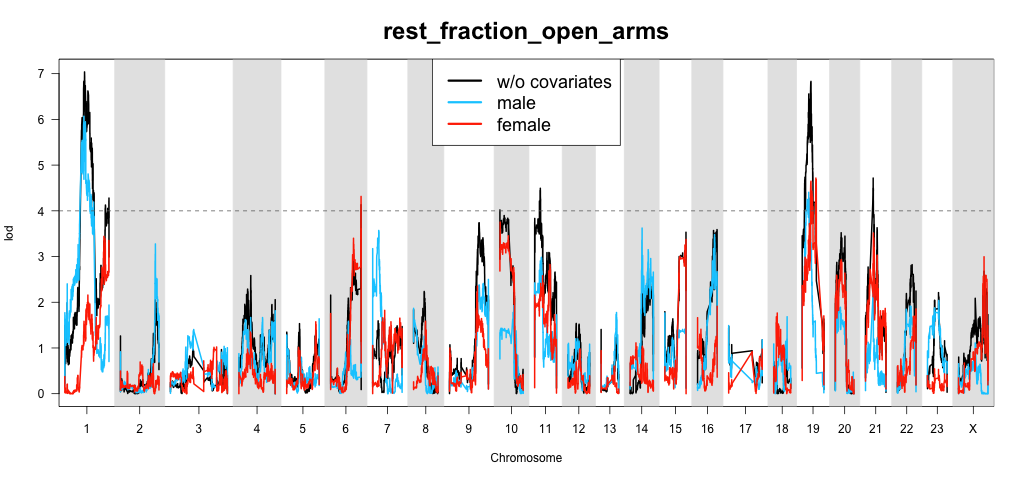 rest_fraction_open_arms
w/o covariates
male
female
lod
7
6
5
4
3
2
1
0
1 2 3 4 5 6 7 8 9 10 11 12 13 14 15 16 17 18 19 20 21 22 23 X
Chromosome